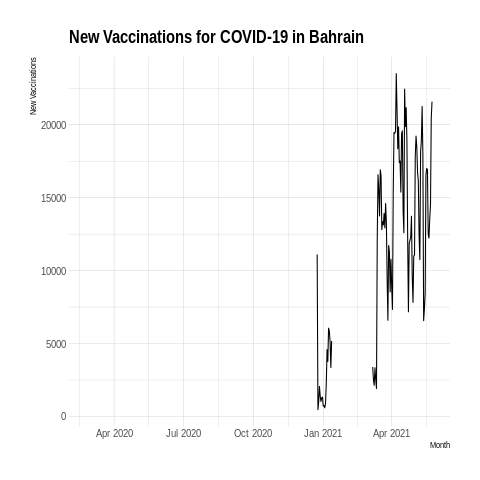 New Vaccinations for COVID-19 in Bahrain
New Vaccinations
20000
15000
10000
5000
0
Apr 2020 Jul 2020 Oct 2020 Jan 2021 Apr 2021
Month